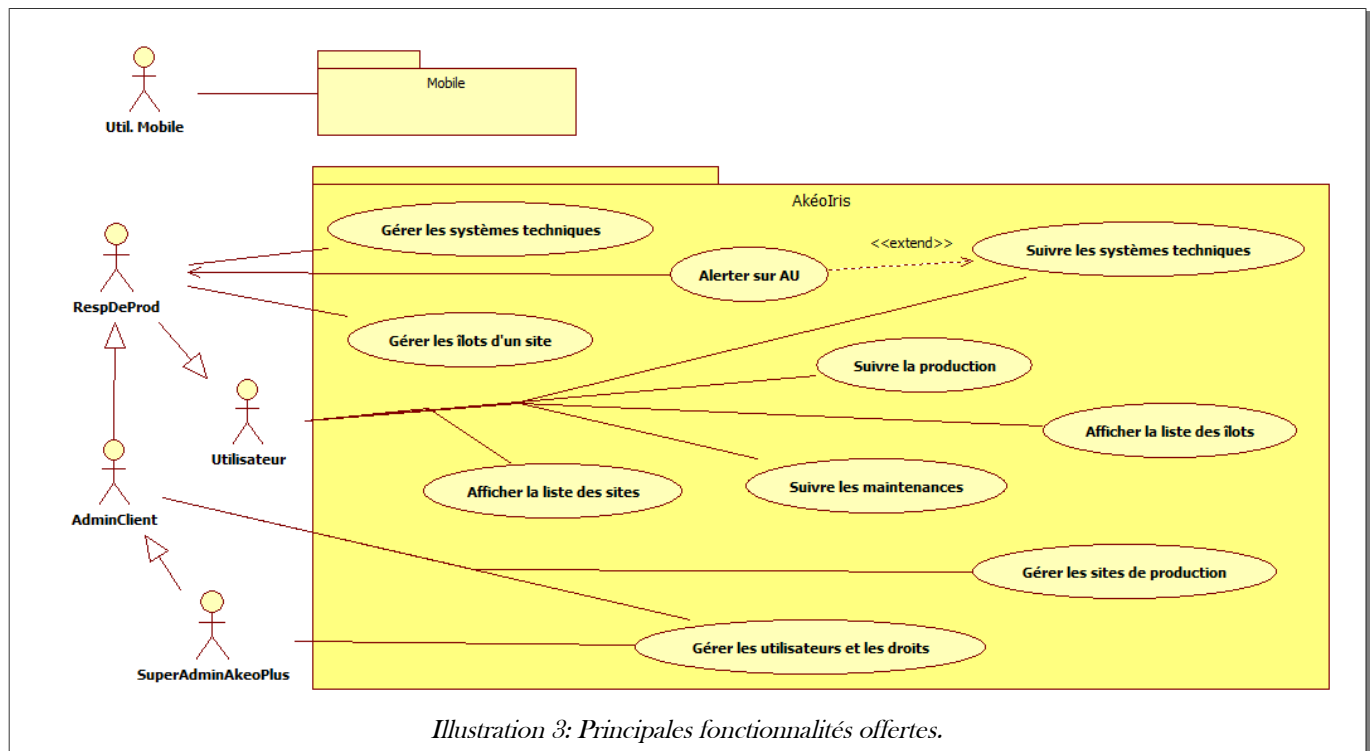 Mobile
Util. Mobile
AkéoIris
Gérer les systèmes techniques
<<extend>>
Suivre les systèmes techniques
Alerter sur AU
RespDeProd
Gérer les îlots d'un site
Suivre la production
Afficher la liste des îlots
Utilisateur
Afficher la liste des sites
Suivre les maintenances
AdminClient
Gérer les sites de production
Gérer les utilisateurs et les droits
SuperAdminAkeoPlus
Illustration 3: Principales fonctionnalités offertes.